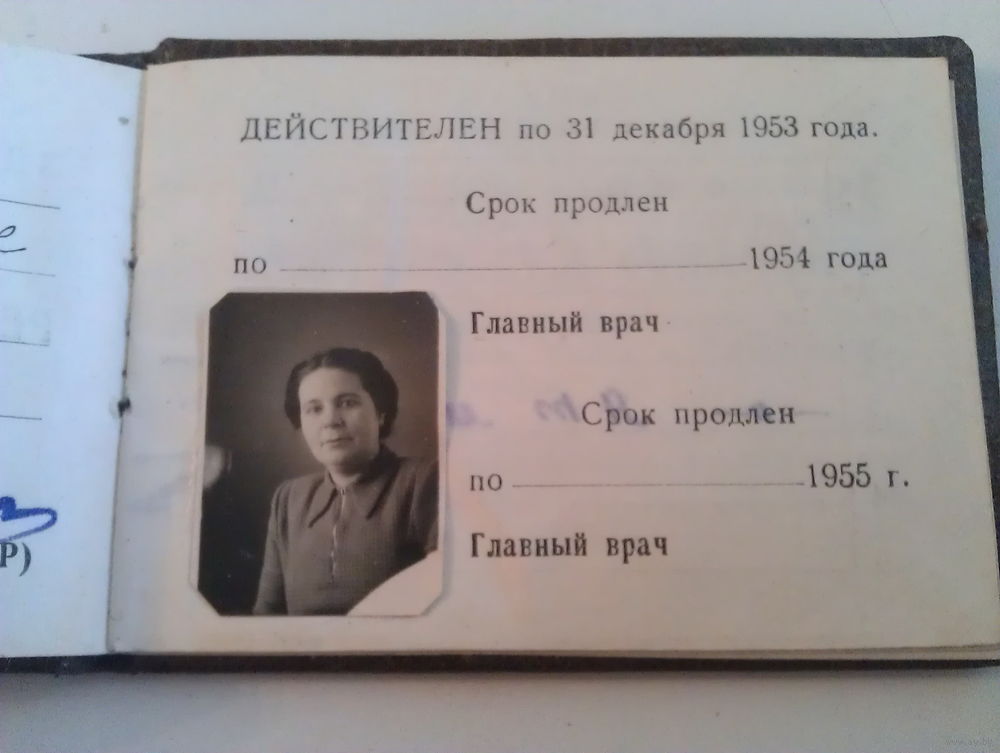 ДЕЙСТВИТЕЛЕН по 31 декабря 1953 года.
Срок продлен
по 1954 года
Главный врач
Срок продлен
по 1955 г.
Главный врач
Р)